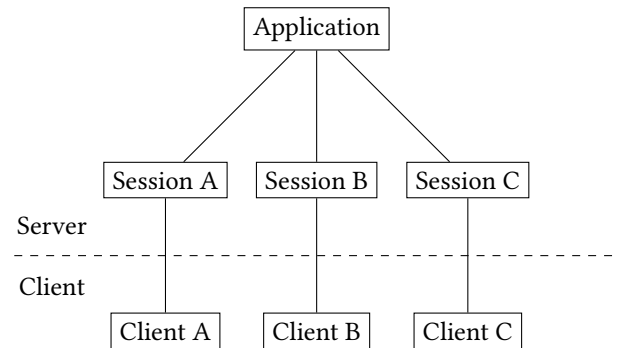 Application
Session A
Session B
Session C
Server
Client
Client A
Client B
Client C